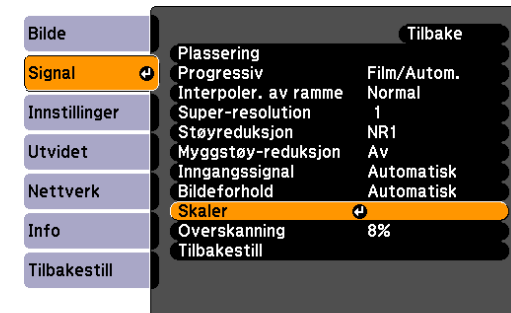 Bilde
Signal
Innstillinger
Utvidet
Nettverk
Info
Tilbakestill
Tilbake
Plassering
Progressiv Film/Autom.
Interpoler. av ramme Normal
Super-resolution 1
Støyreduksjon NR1
Myggstøy-reduksjon Av
Inngangssignal Automatisk
Bildeforhold Automatisk
Skaler
Overskanning 8%
Tilbakestill